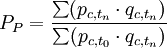 P_P = \frac{\sum (p_{c,t_n} \cdot q_{c,t_n})}{\sum (p_{c,t_0} \cdot q_{c,t_n})}